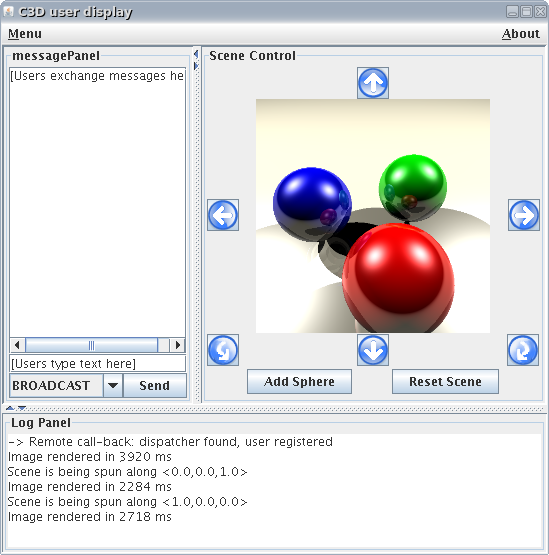 C3D user display
Menu
About
messagePanel
[Users exchange messages he
[Users type text here]
BROADCAST
Send
Scene Control
Add Sphere
Reset Scene
Log Panel
-> Remote call-back: dispatcher found, user registered
Image rendered in 3920 ms
Scene is being spun along <0.0,0.0,1.0>
Image rendered in 2284 ms
Scene is being spun along <1.0,0.0,0.0>
Image rendered in 2718 ms